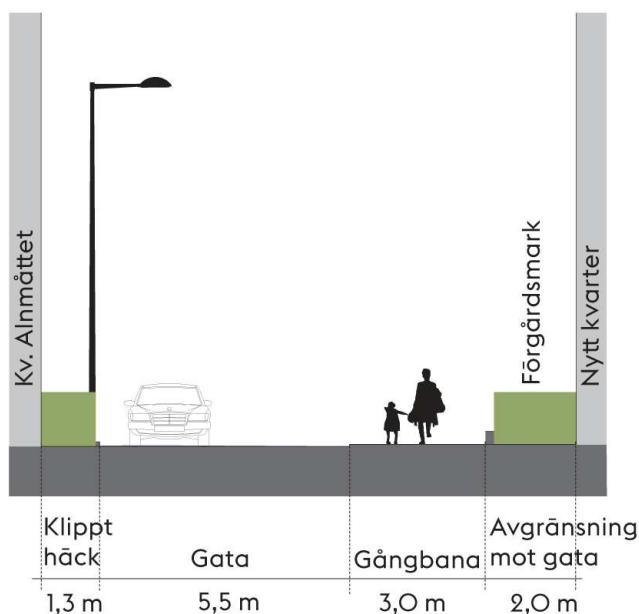 Kv. Alnmåttet
Förgårdsmark
Nytt kvarter
Klippt
häck
Gata
Gångbana
Avgränsning
mot gata
1,3 m
5,5 m
3,0 m
2,0 m